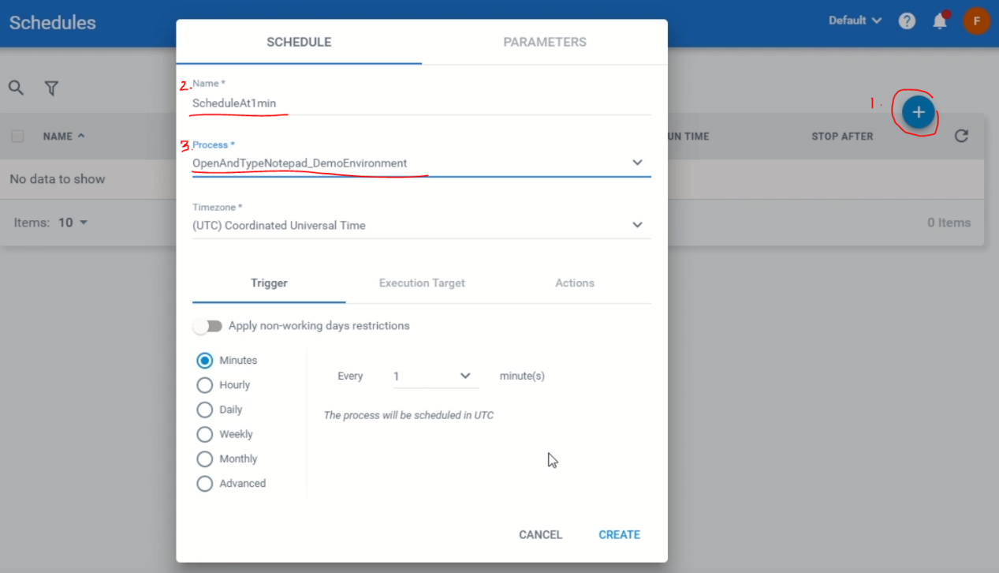 Schedules
Default
F
SCHEDULE
PARAMETERS
2. Name *
ScheduleAt1min
1.
+
NAME
UN TIME
STOP AFTER
3. Process *
OpenAndTypeNotepad_DemoEnvironment
No data to show
Timezone *
(UTC) Coordinated Universal Time
Items: 10
0 Items
Trigger
Execution Target
Actions
Apply non-working days restrictions
Minutes
Hourly
Daily
Weekly
Monthly
Advanced
Every 1 minute(s)
The process will be scheduled in UTC
CANCEL
CREATE